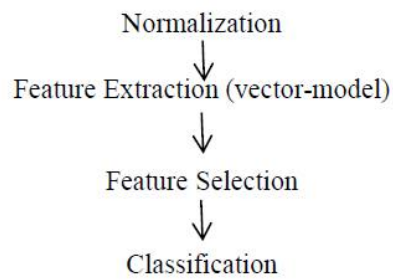 Normalization
Feature Extraction (vector-model)
Feature Selection
Classification